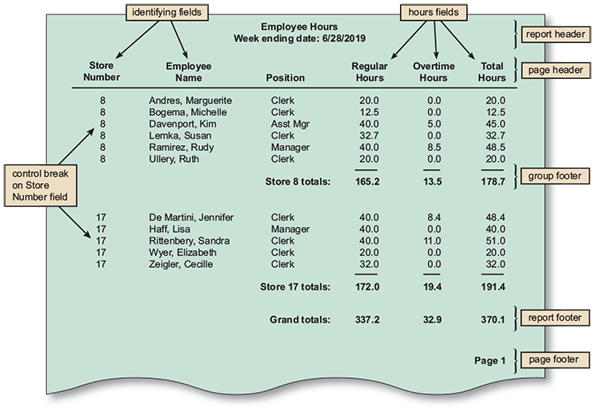 identifying fields
hours fields
Employee Hours
Week ending date: 6/28/2019
report header
Store Number Employee Name Position Regular Hours Overtime Hours Total Hours
page header
8 Andres, Marguerite Clerk 20.0 0.0 20.0
8 Bogema, Michelle Clerk 12.5 0.0 12.5
8 Davenport, Kim Asst Mgr 40.0 5.0 45.0
8 Lemka, Susan Clerk 32.7 0.0 32.7
8 Ramirez, Rudy Manager 40.0 8.5 48.5
8 Ullery, Ruth Clerk 20.0 0.0 20.0
control break
on Store
Number field
Store 8 totals: 165.2 13.5 178.7
group footer
17 De Martini, Jennifer Clerk 40.0 8.4 48.4
17 Haff, Lisa Manager 40.0 0.0 40.0
17 Rittenbery, Sandra Clerk 40.0 11.0 51.0
17 Wyer, Elizabeth Clerk 20.0 0.0 20.0
17 Zeigler, Cecille Clerk 32.0 0.0 32.0
Store 17 totals: 172.0 19.4 191.4
Grand totals: 337.2 32.9 370.1
report footer
Page 1
page footer